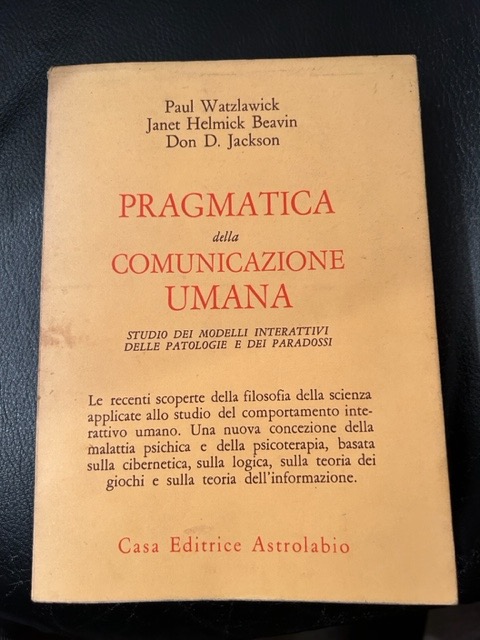 Paul Watzlawick
Janet Helmick Beavin
Don D. Jackson
PRAGMATICA
della
COMUNICAZIONE
UMANA
STUDIO DEI MODELLI INTERATTIVI
DELLE PATOLOGIE E DEI PARADOSSI
Le recenti scoperte della filosofia della scienza
applicate allo studio del comportamento inte-
rattivo umano. Una nuova concezione della
malattia psichica e della psicoterapia, basata
sulla cibernetica, sulla logica, sulla teoria dei
giochi e sulla teoria dell'informazione.
Casa Editrice Astrolabio